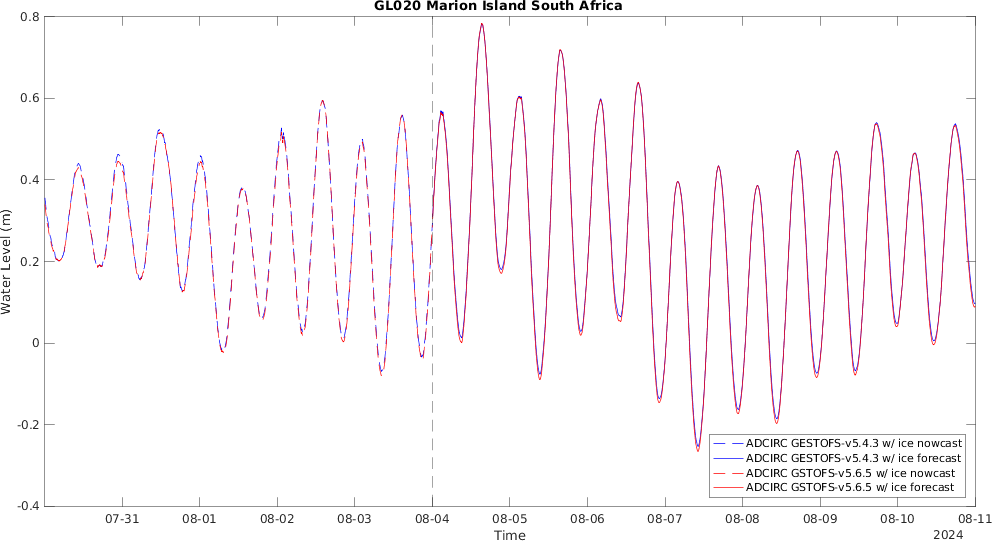 GL020 Marion Island South Africa
Water Level (m)
0.8
0.6
0.4
0.2
0
-0.2
-0.4
ADCIRC GESTOFS-v5.4.3 w/ ice nowcast
ADCIRC GESTOFS-v5.4.3 w/ ice forecast
ADCIRC GSTOFS-v5.6.5 w/ ice nowcast
ADCIRC GSTOFS-v5.6.5 w/ ice forecast
07-31 08-01 08-02 08-03 08-04 08-05 08-06 08-07 08-08 08-09 08-10 08-11
Time
2024